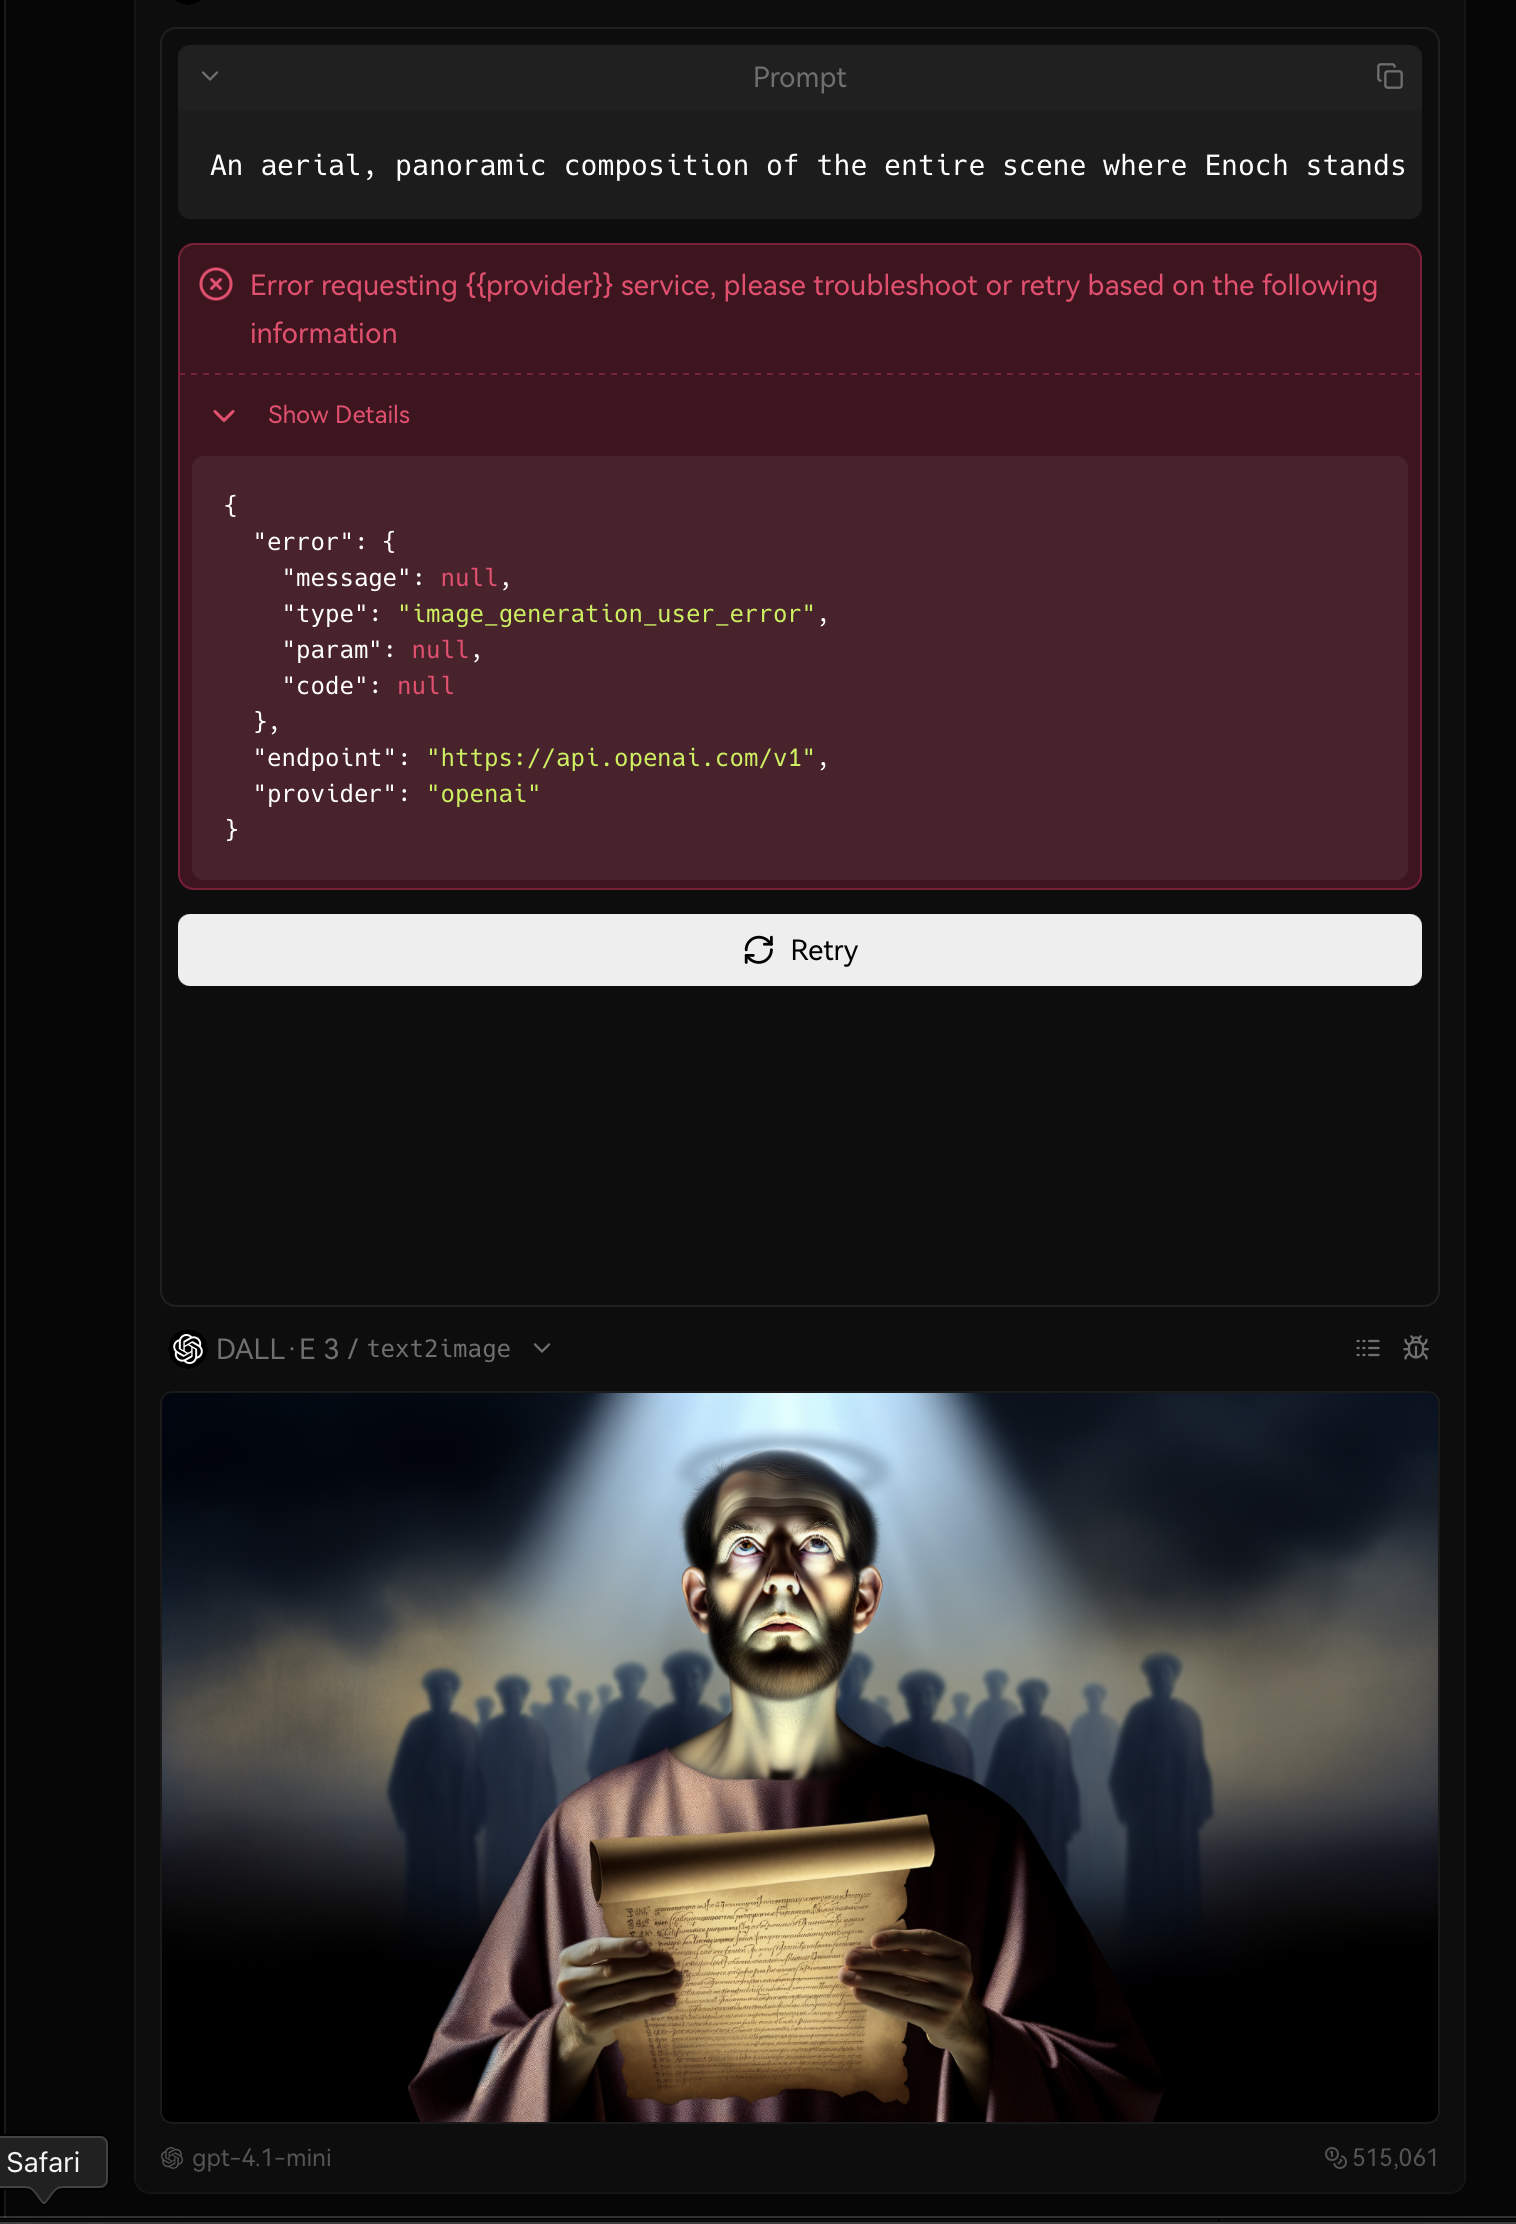 Prompt
An aerial, panoramic composition of the entire scene where Enoch stands
Error requesting {{provider}} service, please troubleshoot or retry based on the following
information
Show Details
{
  "error": {
    "message": null,
    "type": "image_generation_user_error",
    "param": null,
    "code": null
  },
  "endpoint": "https://api.openai.com/v1",
  "provider": "openai"
}
Retry
DALL·E 3 / text2image
gpt-4.1-mini
515,061
Safari